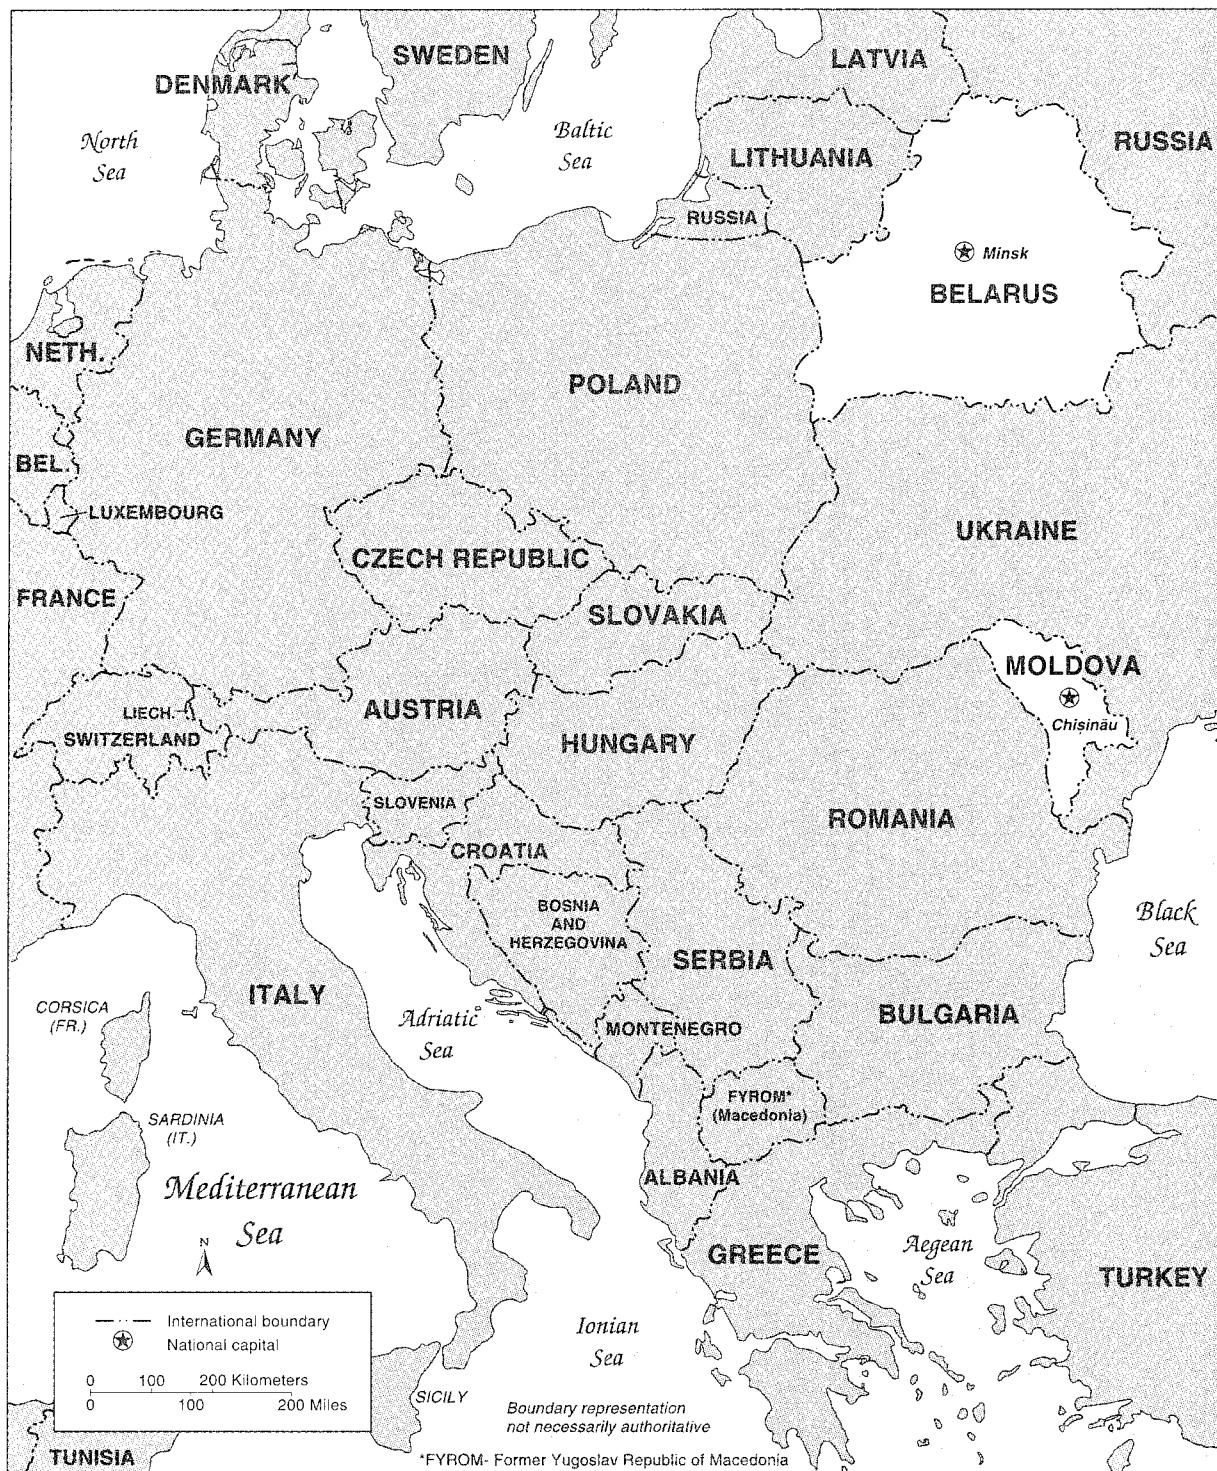 SWEDEN
LATVIA
DENMARK
North
Sea
Baltic
Sea
RUSSIA
LITHUANIA
RUSSIA
Minsk
BELARUS
NETH.
POLAND
GERMANY
BEL.
LUXEMBOURG
UKRAINE
CZECH REPUBLIC
FRANCE
SLOVAKIA
MOLDOVA
LIECH.
AUSTRIA
Chișinău
SWITZERLAND
HUNGARY
SLOVENIA
ROMANIA
CROATIA
BOSNIA
AND
HERZEGOVINA
Black
Sea
SERBIA
ITALY
CORSICA
(FR.)
Adriatic
Sea
MONTENEGRO
BULGARIA
FYROM*
(Macedonia)
SARDINIA
(IT.)
ALBANIA
Mediterranean
Sea
N
GREECE
Aegean
Sea
TURKEY
International boundary
National capital
0 100 200 Kilometers
0 100 200 Miles
Ionian
Sea
SICILY
Boundary representation
not necessarily authoritative
TUNISIA
*FYROM- Former Yugoslav Republic of Macedonia